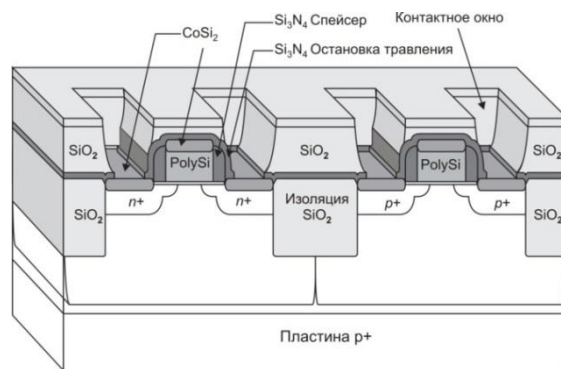 CoSi₂
Si₃N₄ Спейсер
Si₃N₄ Остановка травления
Контактное окно
SiO₂
PolySi
SiO₂
PolySi
SiO₂
SiO₂
n+
n+
Изоляция
SiO₂
p+
p+
SiO₂
Пластина p+